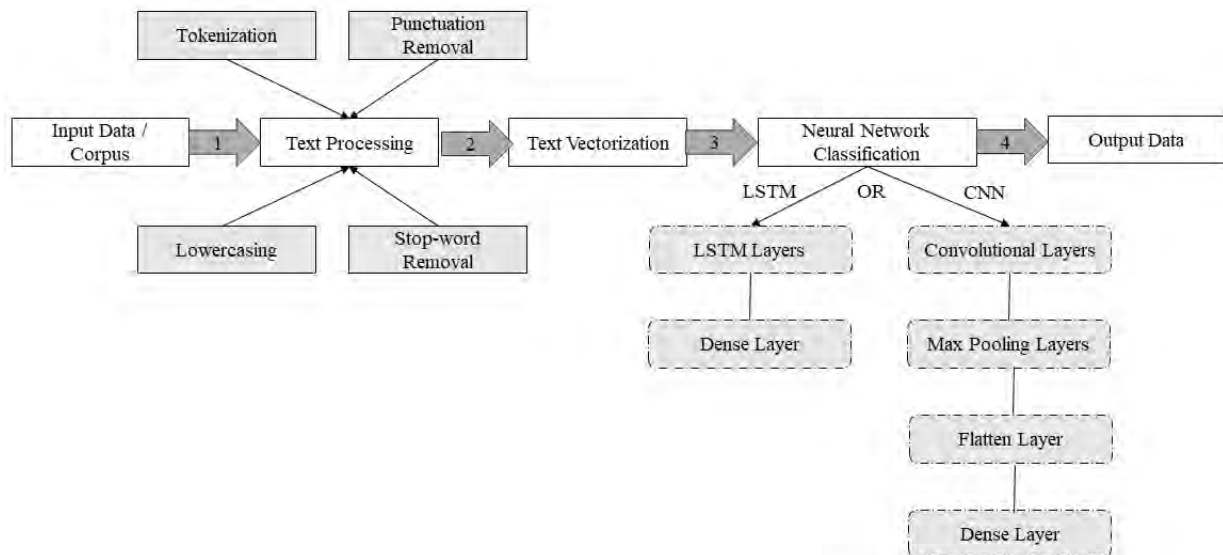 Tokenization
Punctuation
Removal
Input Data /
Corpus
1
Text Processing
2
Text Vectorization
3
Neural Network
Classification
4
Output Data
Lowercasing
Stop-word
Removal
LSTM
OR
CNN
LSTM Layers
Convolutional Layers
Dense Layer
Max Pooling Layers
Flatten Layer
Dense Layer